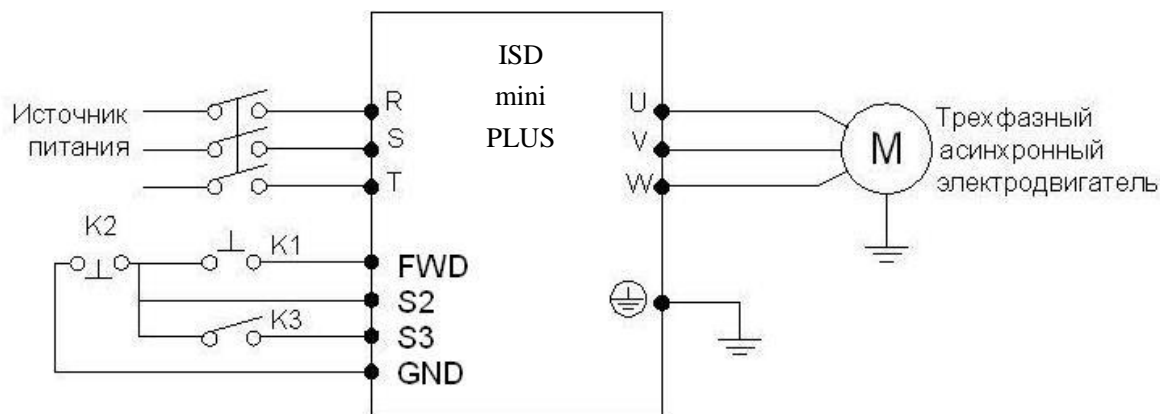 ISD
mini
PLUS
Источник
питания
R
S
T
U
V
W
M
Трехфазный
асинхронный
электродвигатель
K2
K1
K3
FWD
S2
S3
GND